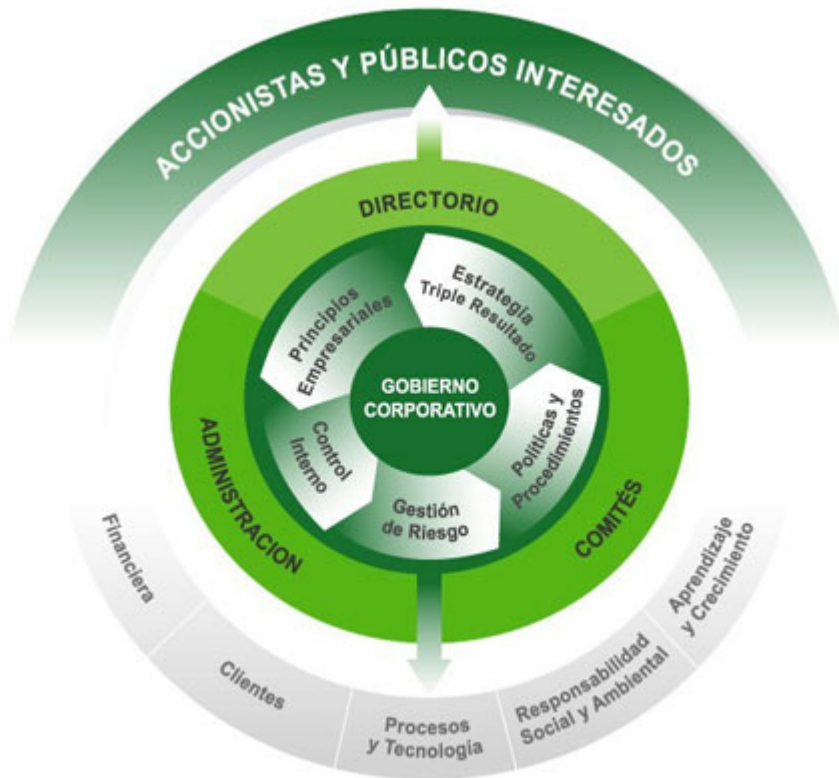 ACCIONISTAS Y PÚBLICOS INTERESADOS
DIRECTORIO
Estrategía
Triple Resultado
Principios
Empresariales
GOBIERNO
CORPORATIVO
Políticas y
Procedimientos
Control
Interno
Gestión
de Riesgo
ADMINISTRACION
COMITÉS
Financiera
Clientes
Procesos
y Tecnología
Responsabilidad
Social y Ambiental
Aprendizaje
y Crecimiento